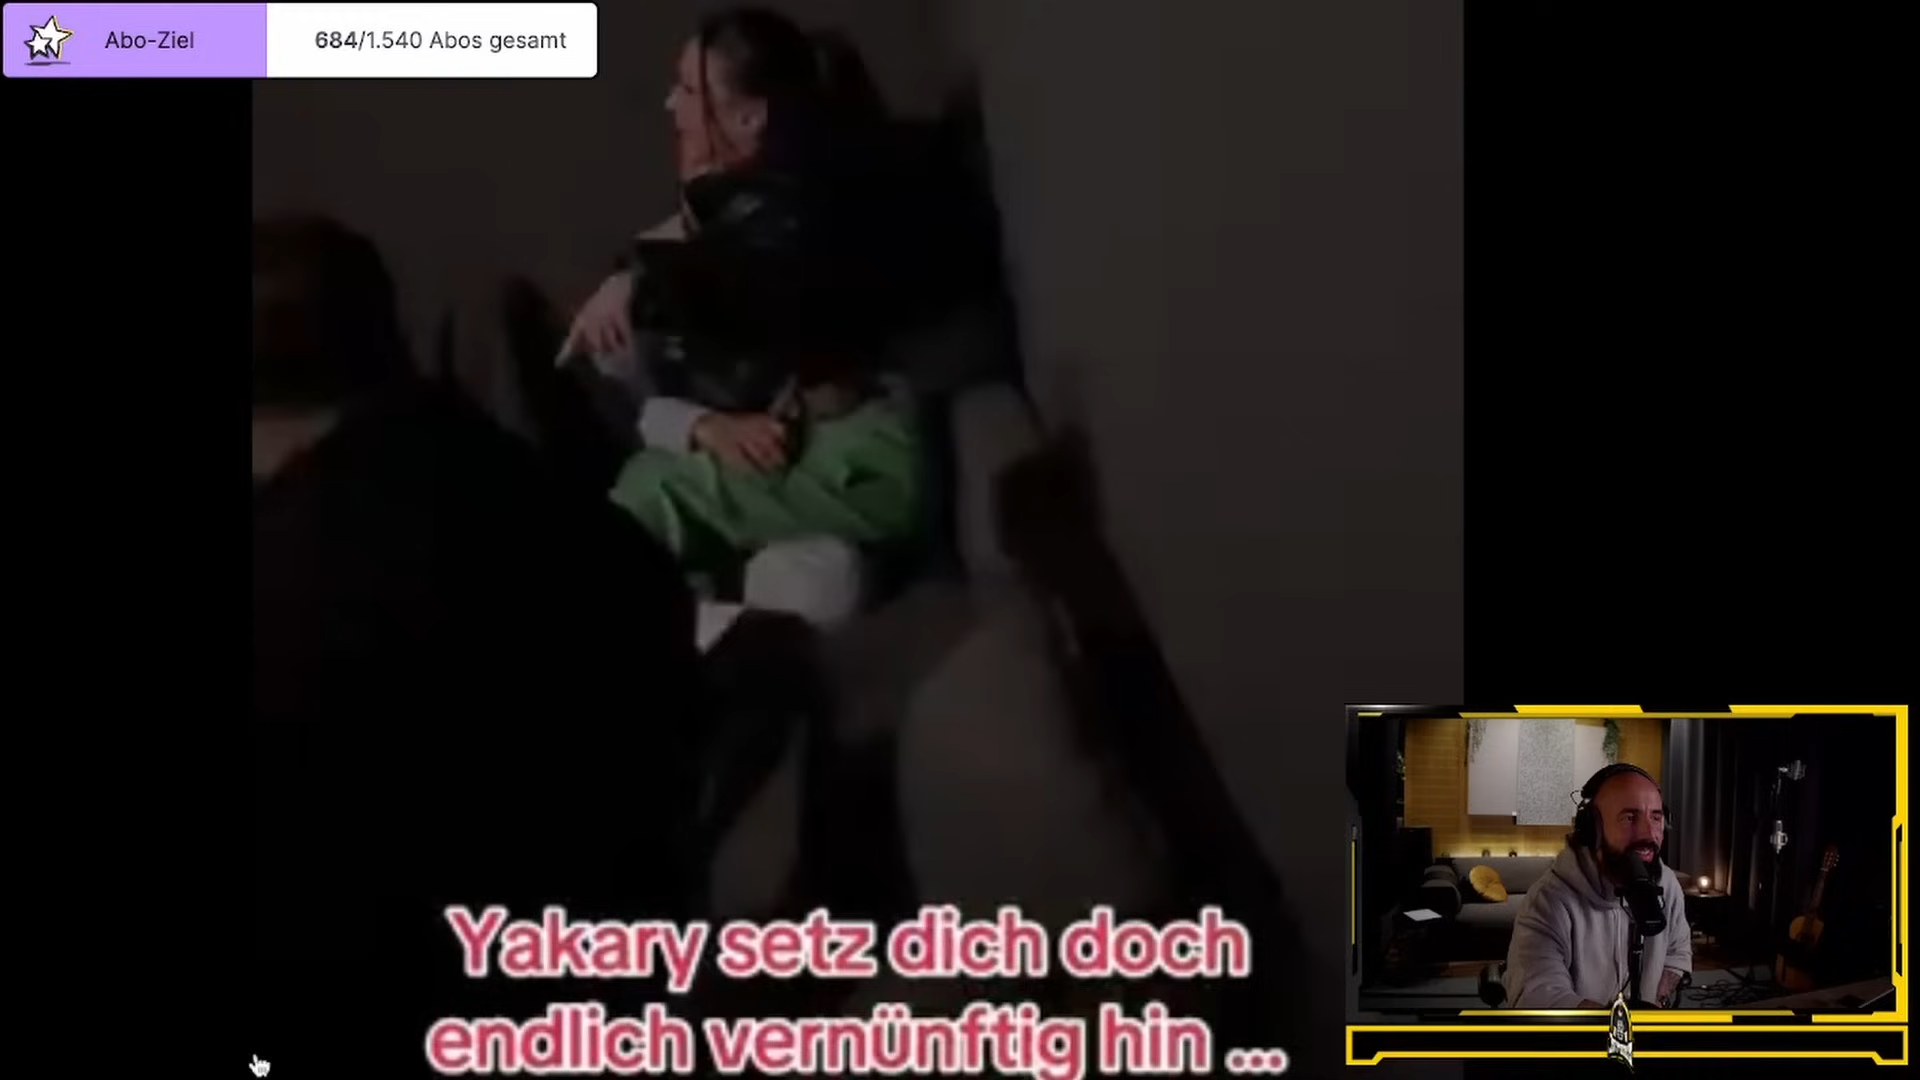 Abo-Ziel
684/1.540 Abos gesamt
Yakary setz dich doch
endlich vernünftig hin ...